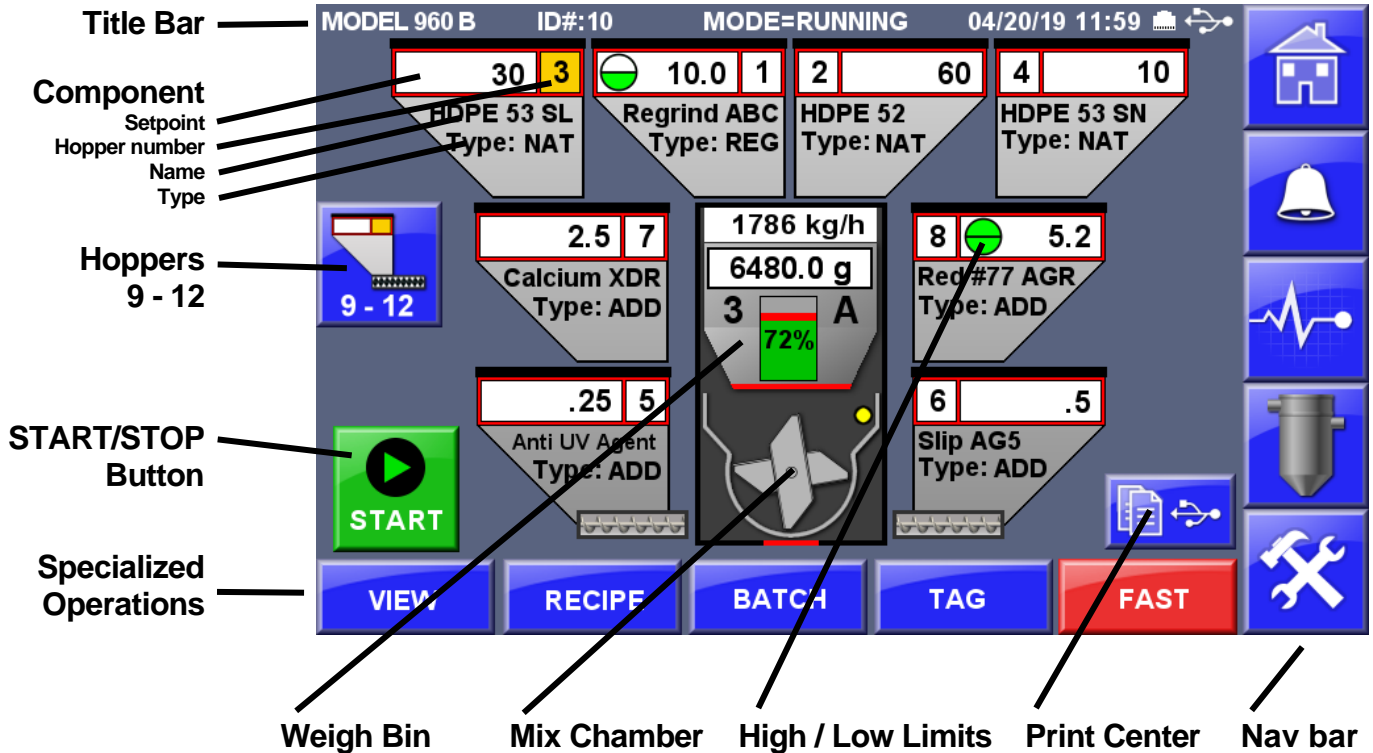 Title Bar
MODEL 960 B ID#:10 MODE=RUNNING 04/20/19 11:59
Component
Setpoint
Hopper number
Name
Type
30 3
HDPE 53 SL
Type: NAT
10.0 1
Regrind ABC
Type: REG
2 60
HDPE 52
Type: NAT
4 10
HDPE 53 SN
Type: NAT
Hoppers
9 - 12
9 - 12
2.5 7
Calcium XDR
Type: ADD
1786 kg/h
6480.0 g
3 A
72%
8 5.2
Red #77 AGR
Type: ADD
.25 5
Anti UV Agent
Type: ADD
6 .5
Slip AG5
Type: ADD
START/STOP
Button
START
Specialized
Operations
VIEW RECIPE BATCH TAG FAST
Weigh Bin Mix Chamber High / Low Limits Print Center Nav bar